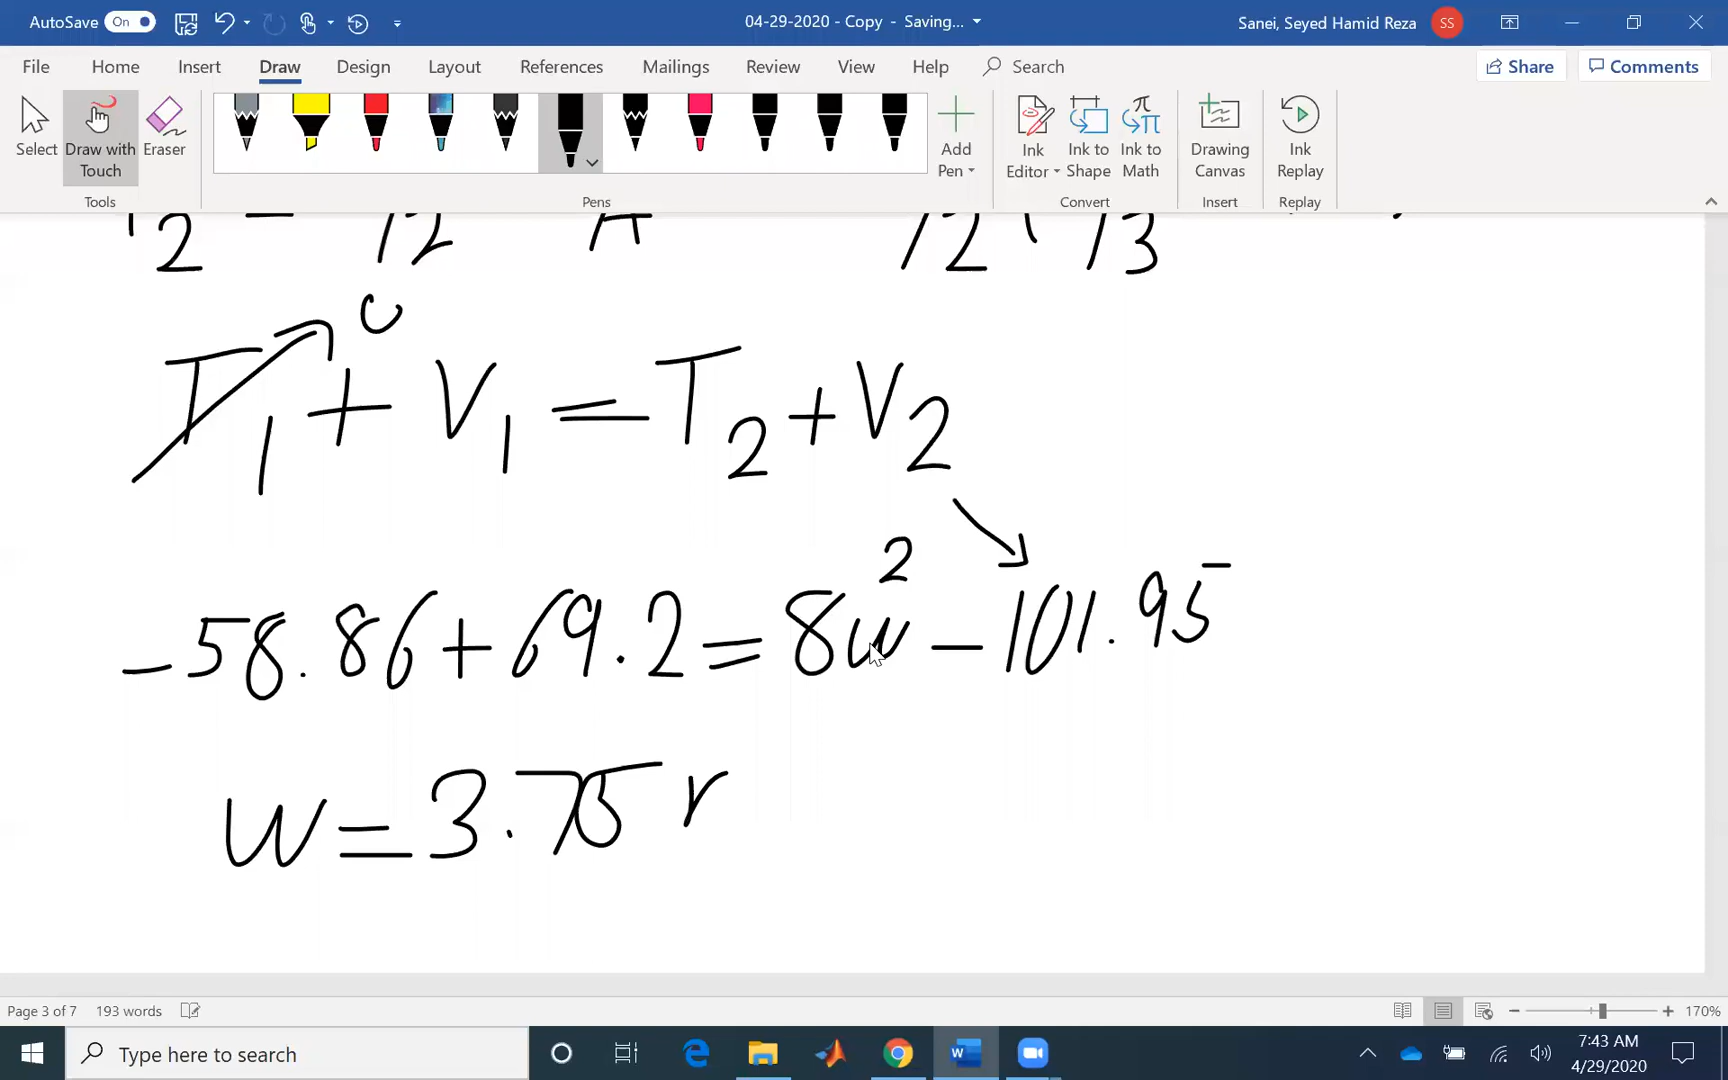 AutoSave On 04-29-2020 - Copy - Saving... Sanei, Seyed Hamid Reza SS
File Home Insert Draw Design Layout References Mailings Review View Help Search Share Comments
Select Draw with Touch Eraser Add Pen Ink Editor Ink to Shape Ink to Math Drawing Canvas Ink Replay
Tools Pens Convert Insert Replay
T₁ + V₁ = T₂ + V₂
-58.86 + 69.2 = 8w² - 101.95
w = 3.75 r
Page 3 of 7 193 words 170%
Type here to search 7:43 AM
4/29/2020